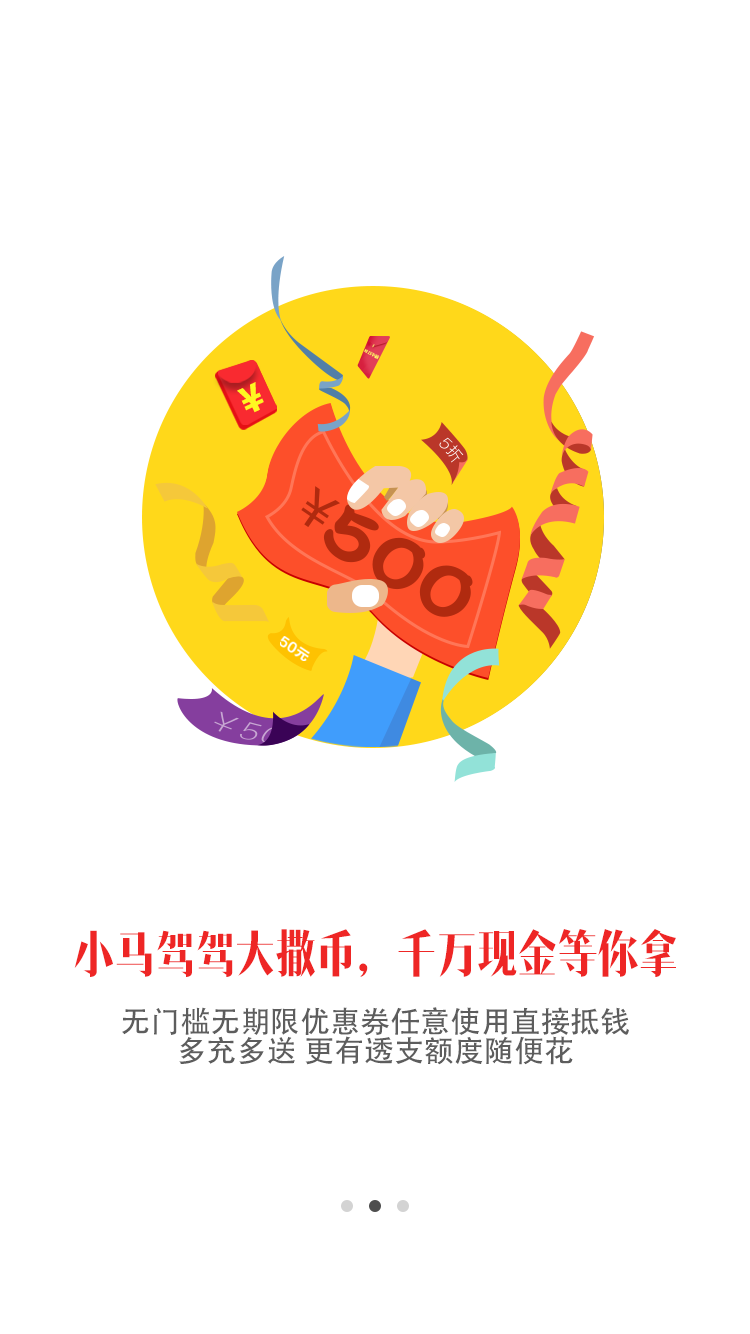 ¥
5折
¥500
50元
¥50
小马驾驾大撒币，千万现金等你拿
无门槛无期限优惠券任意使用直接抵钱
多充多送 更有透支额度随便花